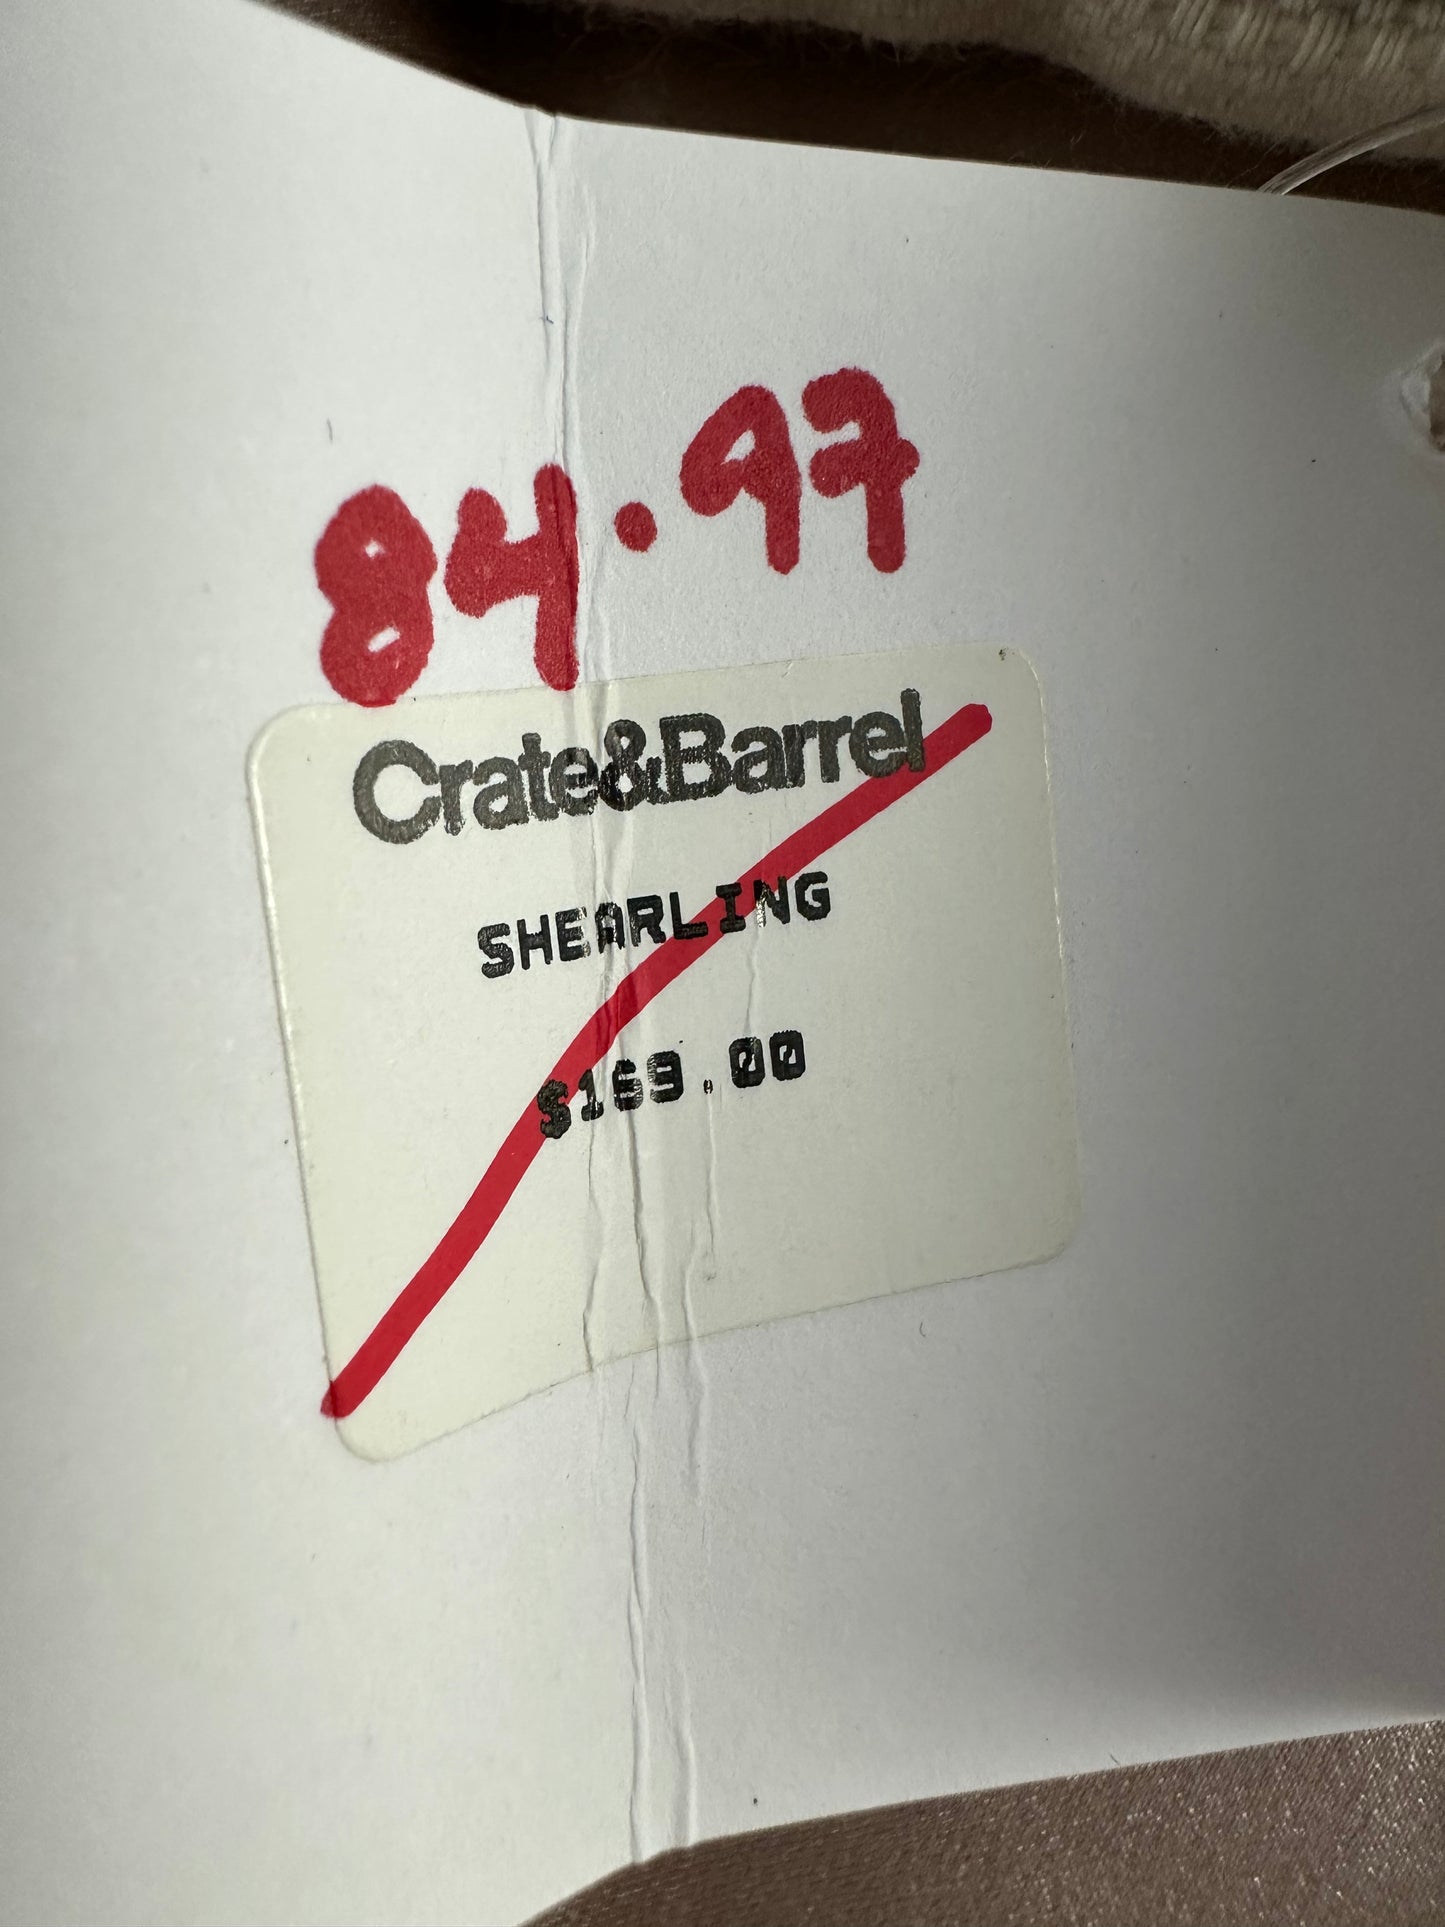 84.97
Crate&Barrel
SHEARLING
$169.00